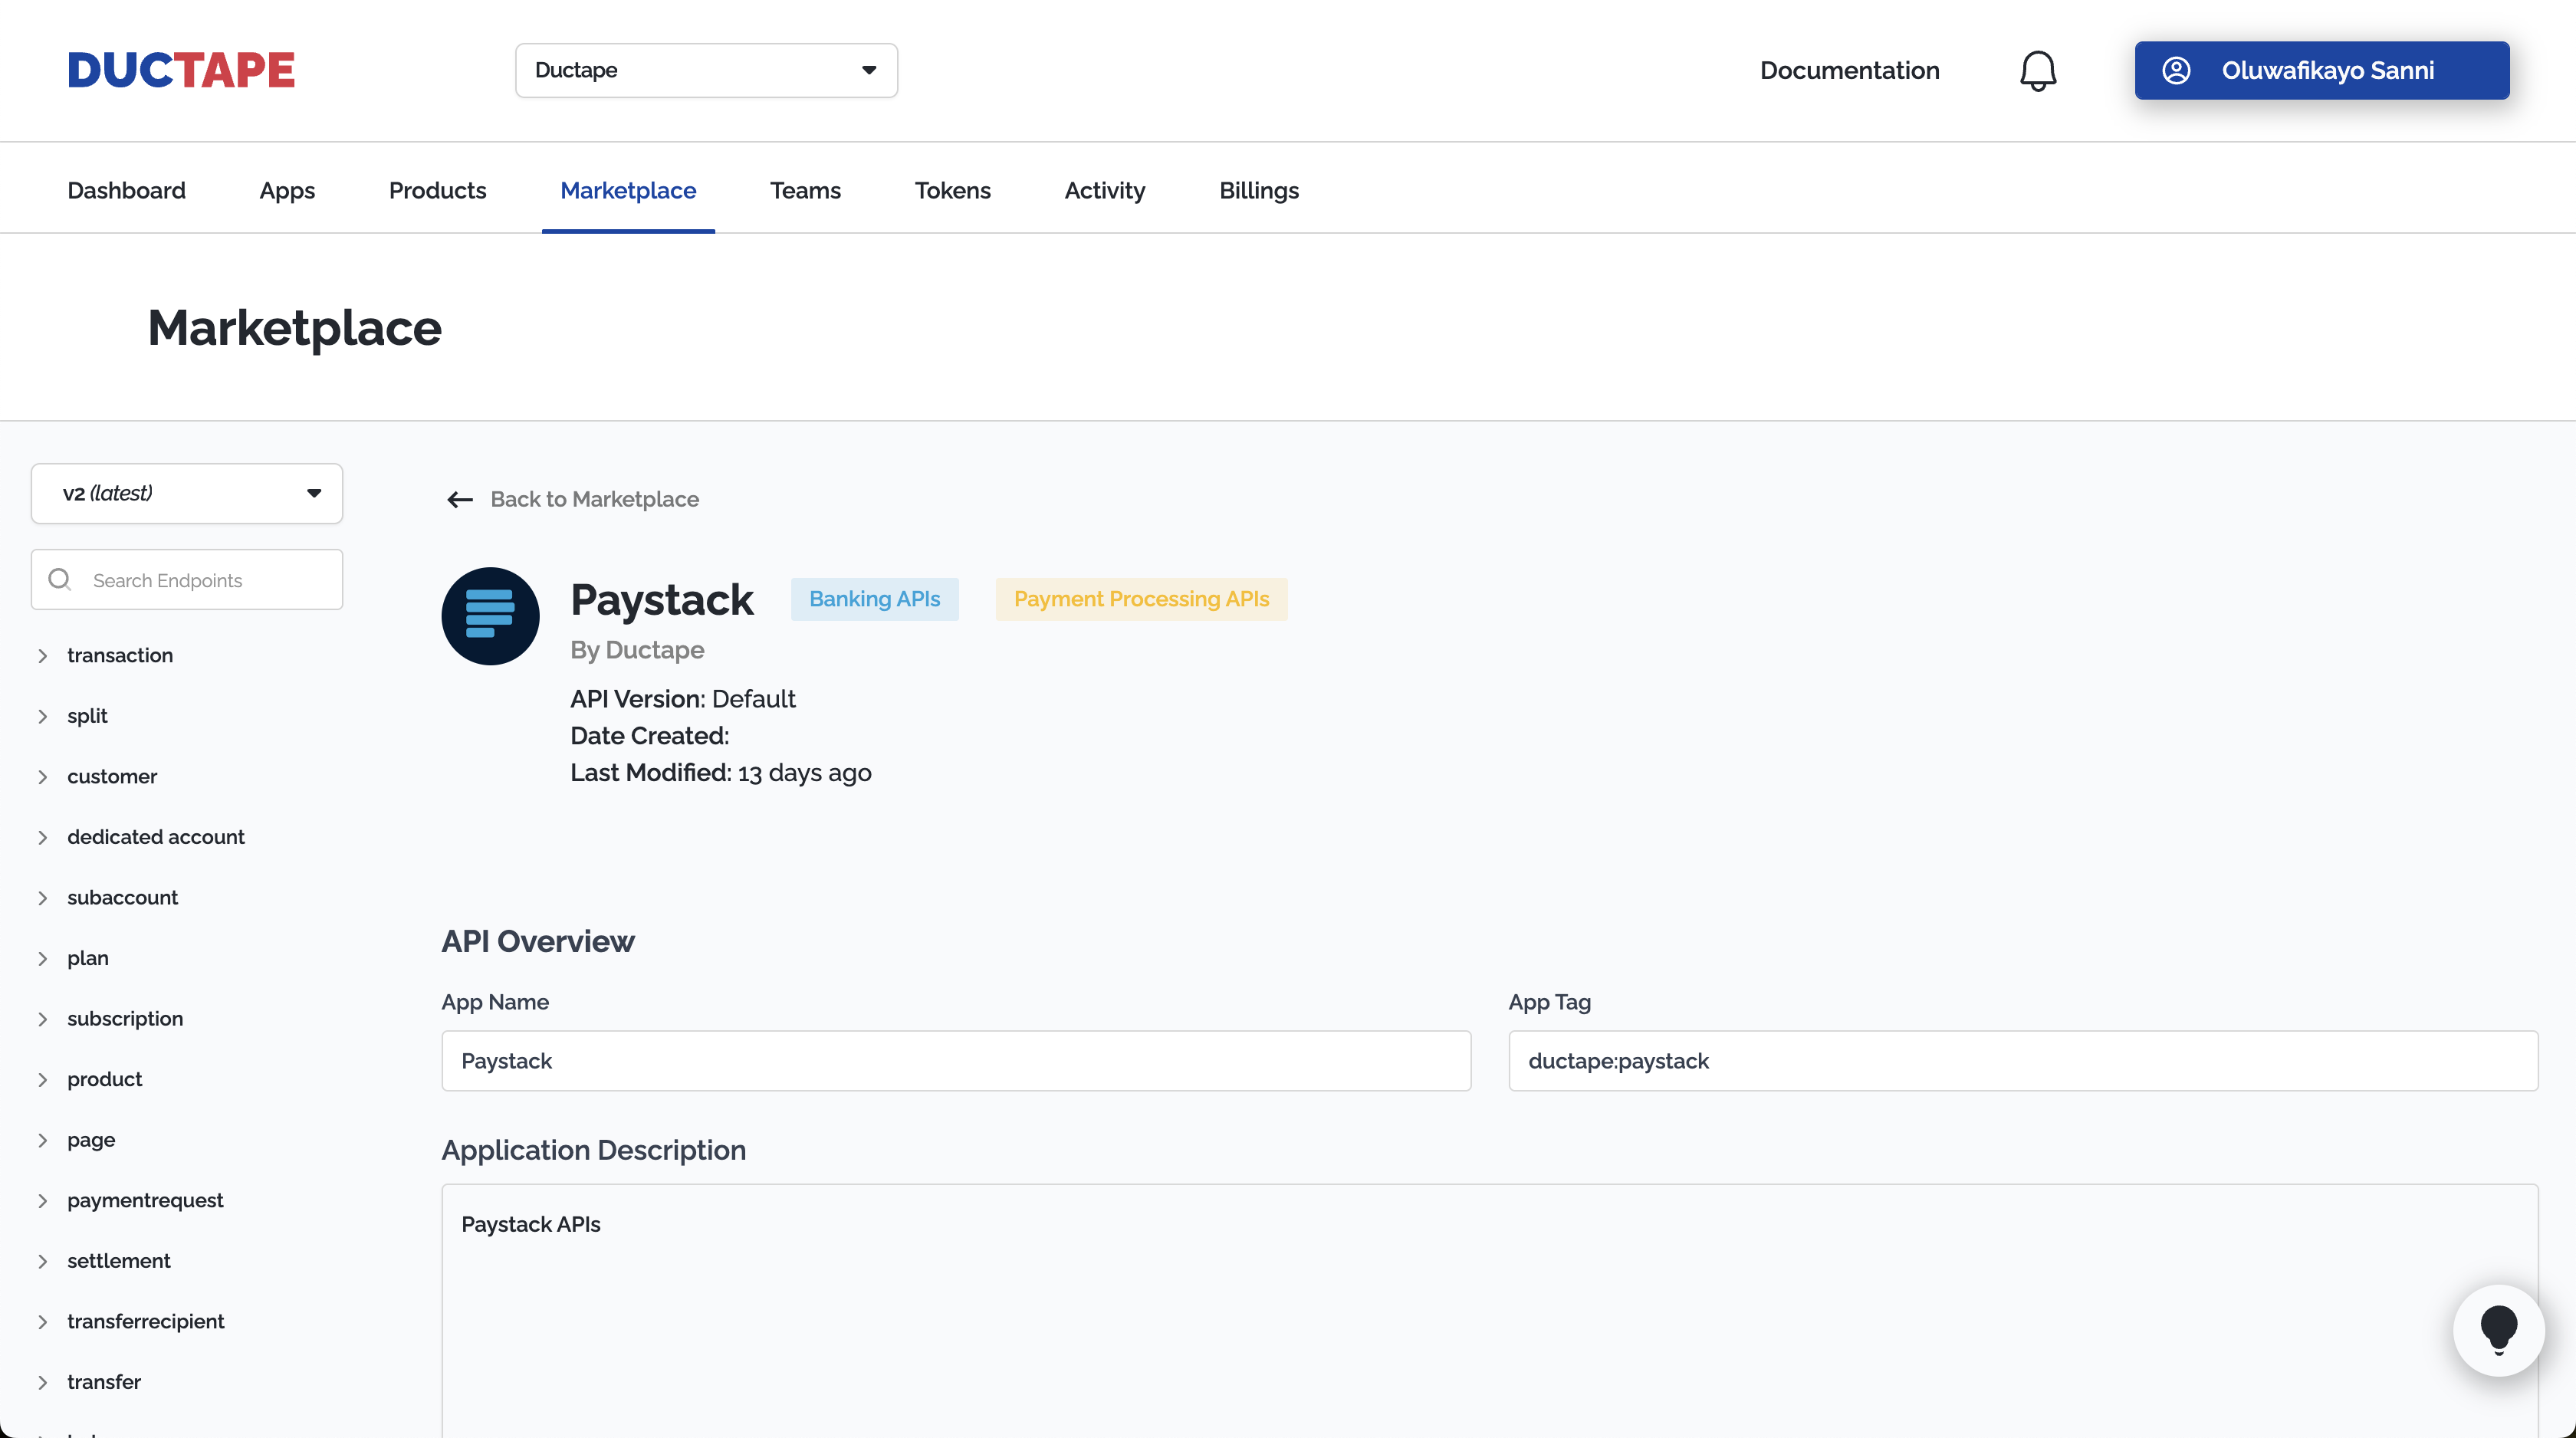 DUCTAPE
Ductape
Documentation
Oluwafikayo Sanni
Dashboard
Apps
Products
Marketplace
Teams
Tokens
Activity
Billings
Marketplace
v2 (latest)
Search Endpoints
transaction
split
customer
dedicated account
subaccount
plan
subscription
product
page
paymentrequest
settlement
transferrecipient
transfer
Back to Marketplace
Paystack
Banking APIs
Payment Processing APIs
By Ductape
API Version: Default
Date Created:
Last Modified: 13 days ago
API Overview
App Name
Paystack
App Tag
ductape:paystack
Application Description
Paystack APIs